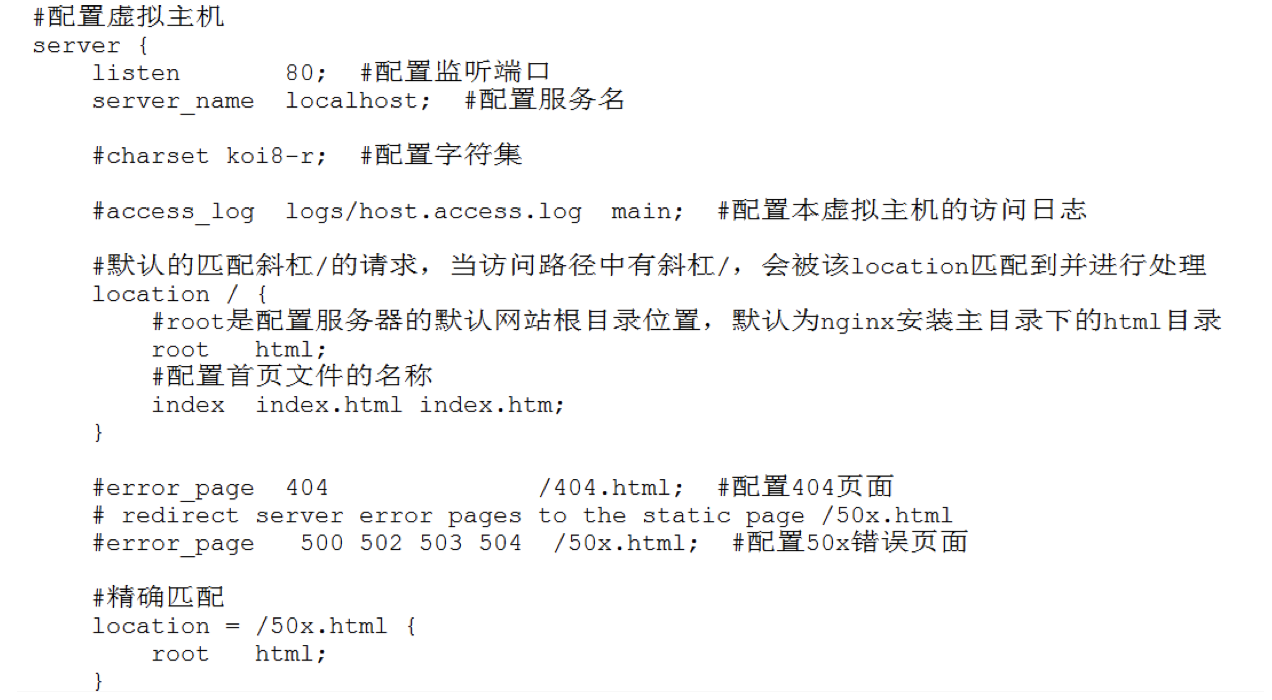 #配置虚拟主机
server {
    listen       80;  #配置监听端口
    server_name  localhost;  #配置服务名

    #charset koi8-r;  #配置字符集

    #access_log  logs/host.access.log  main;  #配置本虚拟主机的访问日志

    #默认的匹配斜杠/的请求，当访问路径中有斜杠/，会被该location匹配到并进行处理
    location / {
        #root是配置服务器的默认网站根目录位置，默认为nginx安装主目录下的html目录
        root   html;
        #配置首页文件的名称
        index  index.html index.htm;
    }

    #error_page  404              /404.html;  #配置404页面
    # redirect server error pages to the static page /50x.html
    #error_page   500 502 503 504  /50x.html;  #配置50x错误页面

    #精确匹配
    location = /50x.html {
        root   html;
    }